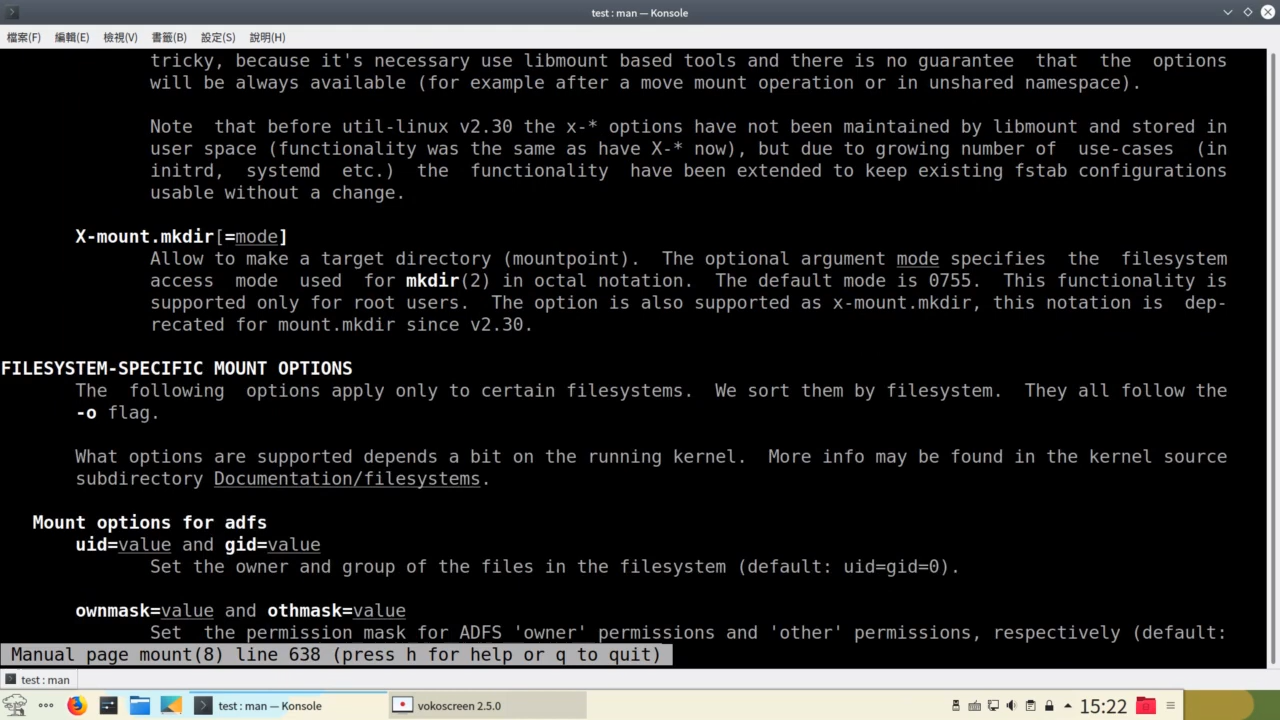 test : man — Konsole
檔案(F) 編輯(E) 檢視(V) 書籤(B) 設定(S) 說明(H)
tricky, because it's necessary use libmount based tools and there is no guarantee that the options
will be always available (for example after a move mount operation or in unshared namespace).
Note that before util-linux v2.30 the x-* options have not been maintained by libmount and stored in
user space (functionality was the same as have X-* now), but due to growing number of use-cases (in
initrd, systemd etc.) the functionality have been extended to keep existing fstab configurations
usable without a change.
X-mount.mkdir[=mode]
Allow to make a target directory (mountpoint). The optional argument mode specifies the filesystem
access mode used for mkdir(2) in octal notation. The default mode is 0755. This functionality is
supported only for root users. The option is also supported as x-mount.mkdir, this notation is dep-
recated for mount.mkdir since v2.30.
FILESYSTEM-SPECIFIC MOUNT OPTIONS
The following options apply only to certain filesystems. We sort them by filesystem. They all follow the
-o flag.
What options are supported depends a bit on the running kernel. More info may be found in the kernel source
subdirectory Documentation/filesystems.
Mount options for adfs
uid=value and gid=value
Set the owner and group of the files in the filesystem (default: uid=gid=0).
ownmask=value and othmask=value
Set the permission mask for ADFS 'owner' permissions and 'other' permissions, respectively (default:
Manual page mount(8) line 638 (press h for help or q to quit)
test : man
test : man — Konsole vokoscreen 2.5.0 15:22